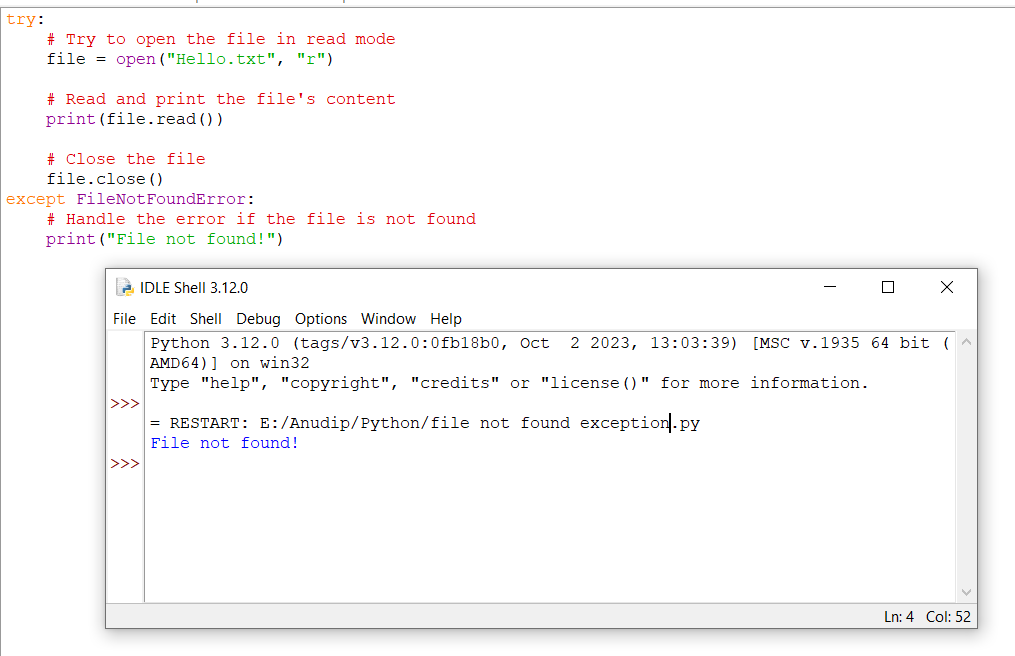 try:
    # Try to open the file in read mode
    file = open("Hello.txt", "r")
    # Read and print the file's content
    print(file.read())
    # Close the file
    file.close()
except FileNotFoundError:
    # Handle the error if the file is not found
    print("File not found!")
IDLE Shell 3.12.0
File Edit Shell Debug Options Window Help
Python 3.12.0 (tags/v3.12.0:0fb18b0, Oct  2 2023, 13:03:39) [MSC v.1935 64 bit (
AMD64)] on win32
Type "help", "copyright", "credits" or "license()" for more information.
>>>
= RESTART: E:/Anudip/Python/file not found exception.py
File not found!
>>>
Ln: 4 Col: 52